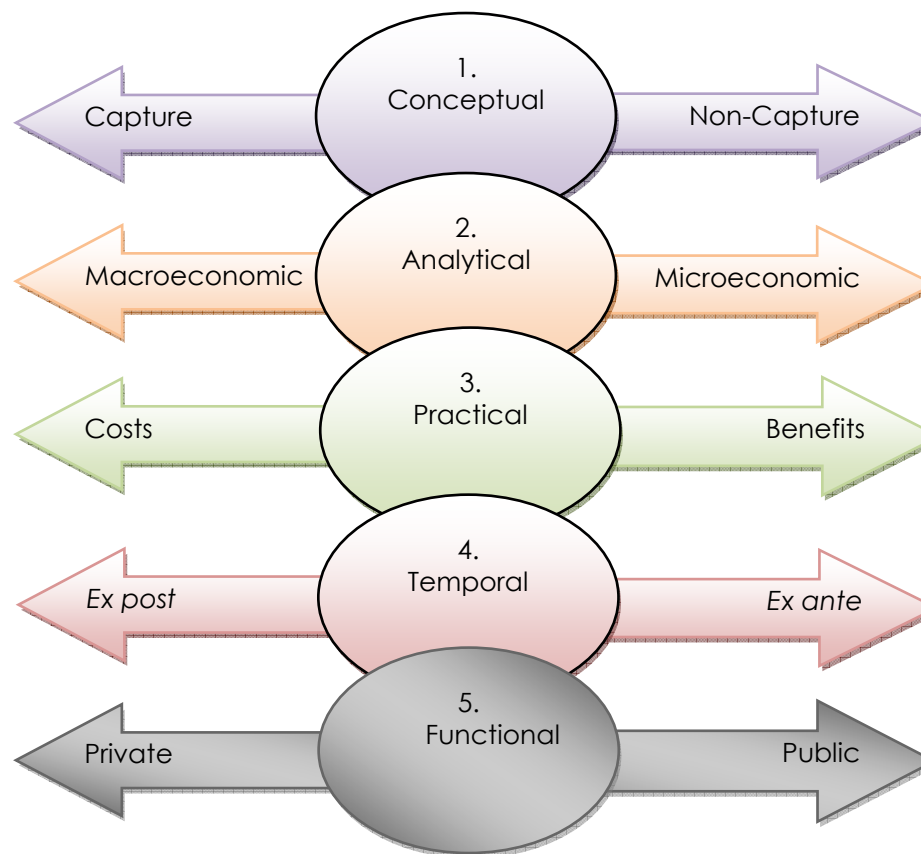 1.
Conceptual
Capture
Non-Capture
2.
Analytical
Macroeconomic
Microeconomic
3.
Practical
Costs
Benefits
4.
Temporal
Ex post
Ex ante
5.
Functional
Private
Public